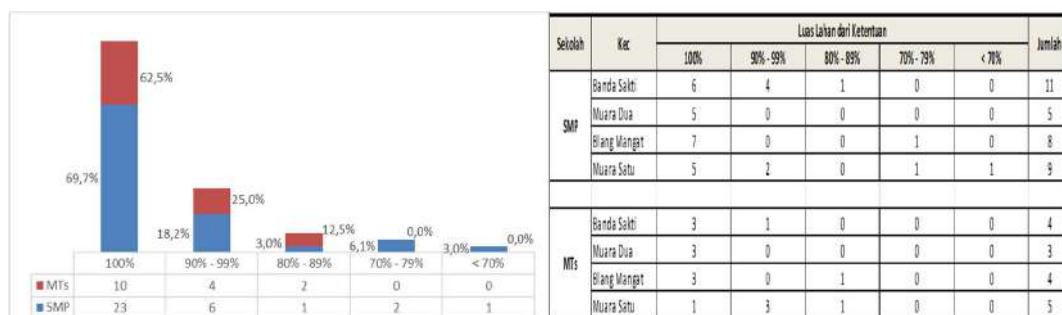 62,5%
69,7%
25,0%
18,2%
12,5%
3,0%
0,0%
6,1%
0,0%
3,0%
100% 90% - 99% 80% - 89% 70% - 79% < 70%
MTs 10 4 2 0 0
SMP 23 6 1 2 1
Sekolah Kec Luas Lahan dari Ketentuan Jumlah
100% 90% - 99% 80% - 89% 70% - 79% < 70%
SMP
Banda Sakti 6 4 1 0 0 11
Muara Dua 5 0 0 0 0 5
Blang Mangat 7 0 0 1 0 8
Muara Satu 5 2 0 1 1 9
MTs
Banda Sakti 3 1 0 0 0 4
Muara Dua 3 0 0 0 0 3
Blang Mangat 3 0 1 0 0 4
Muara Satu 1 3 1 0 0 5